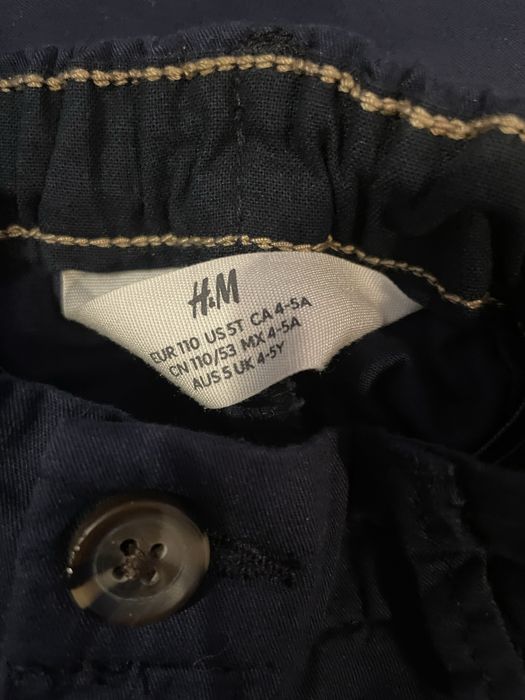 H&M
EUR 110 US 5T CA 4-5A
CN 110/53 MX 4-5A
AUS 5 UK 4-5Y